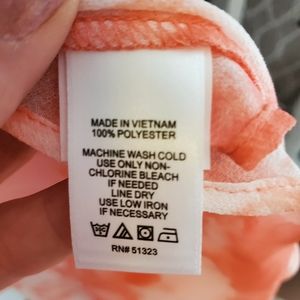 MADE IN VIETNAM
100% POLYESTER
MACHINE WASH COLD
USE ONLY NON-
CHLORINE BLEACH
IF NEEDED
LINE DRY
USE LOW IRON
IF NECESSARY
RN# 51323